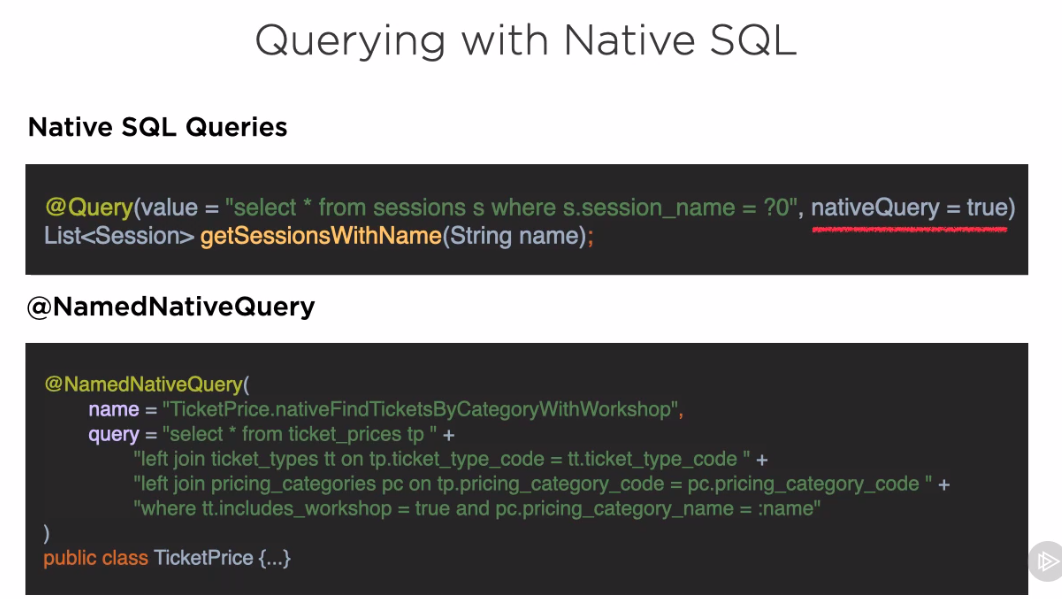 Querying with Native SQL
Native SQL Queries
@Query(value = "select * from sessions s where s.session_name = ?0", nativeQuery = true)
List<Session> getSessionsWithName(String name);
@NamedNativeQuery
@NamedNativeQuery(
name = "TicketPrice.nativeFindTicketsByCategoryWithWorkshop",
query = "select * from ticket_prices tp " +
"left join ticket_types tt on tp.ticket_type_code = tt.ticket_type_code " +
"left join pricing_categories pc on tp.pricing_category_code = pc.pricing_category_code " +
"where tt.includes_workshop = true and pc.pricing_category_name = :name"
)
public class TicketPrice {...}